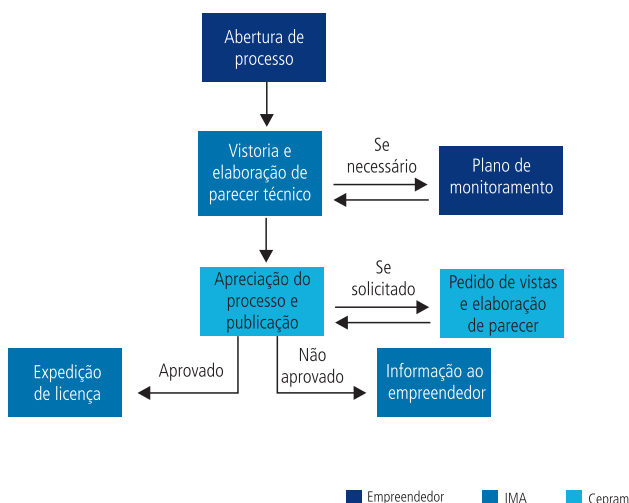 Abertura de
processo
Vistoria e
elaboração de
parecer técnico
Se
necessário
Plano de
monitoramento
Apreciação do
processo e
publicação
Se
solicitado
Pedido de vistas
e elaboração
de parecer
Expedição
de licença
Aprovado
Não
aprovado
Informação ao
empreendedor
Empreendedor
IMA
Cepram